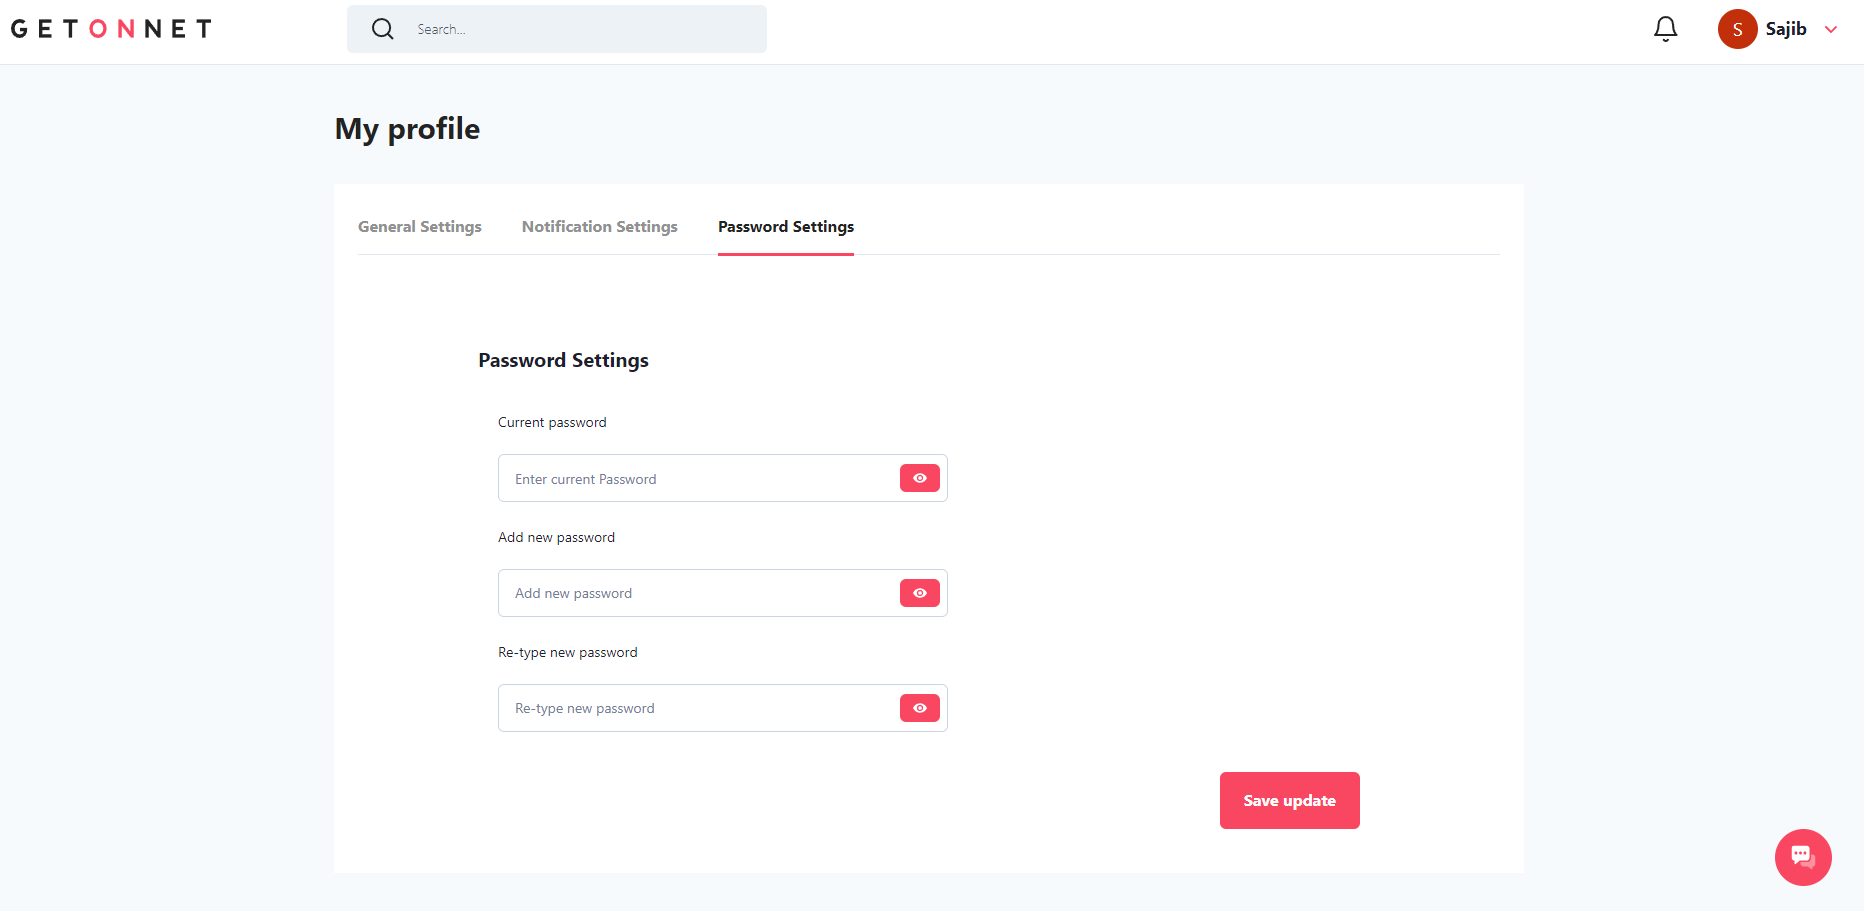 GETONNET
Search...
S
Sajib
My profile
General Settings
Notification Settings
Password Settings
Password Settings
Current password
Enter current Password
Add new password
Add new password
Re-type new password
Re-type new password
Save update